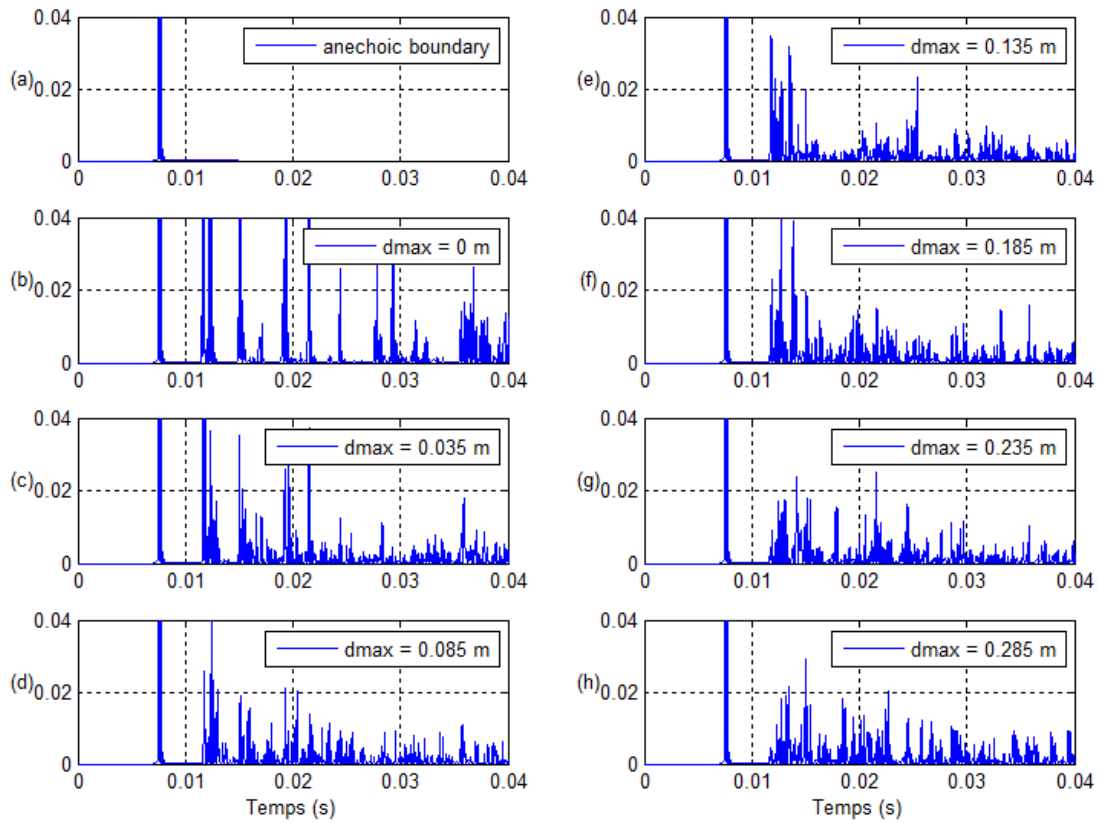 0.04
anechoic boundary
(a)
0.02
0
0 0.01 0.02 0.03 0.04
0.04
dmax = 0 m
(b)
0.02
0
0 0.01 0.02 0.03 0.04
0.04
dmax = 0.035 m
(c)
0.02
0
0 0.01 0.02 0.03 0.04
0.04
dmax = 0.085 m
(d)
0.02
0
0 0.01 0.02 0.03 0.04
Temps (s)
0.04
dmax = 0.135 m
(e)
0.02
0
0 0.01 0.02 0.03 0.04
0.04
dmax = 0.185 m
(f)
0.02
0
0 0.01 0.02 0.03 0.04
0.04
dmax = 0.235 m
(g)
0.02
0
0 0.01 0.02 0.03 0.04
0.04
dmax = 0.285 m
(h)
0.02
0
0 0.01 0.02 0.03 0.04
Temps (s)